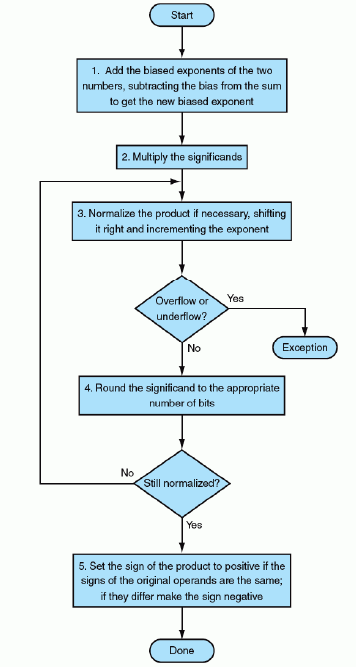 Start
1. Add the biased exponents of the two
numbers, subtracting the bias from the sum
to get the new biased exponent
2. Multiply the significands
3. Normalize the product if necessary, shifting
it right and incrementing the exponent
Overflow or
underflow?
Yes
Exception
No
4. Round the significand to the appropriate
number of bits
No
Still normalized?
Yes
5. Set the sign of the product to positive if the
signs of the original operands are the same;
if they differ make the sign negative
Done